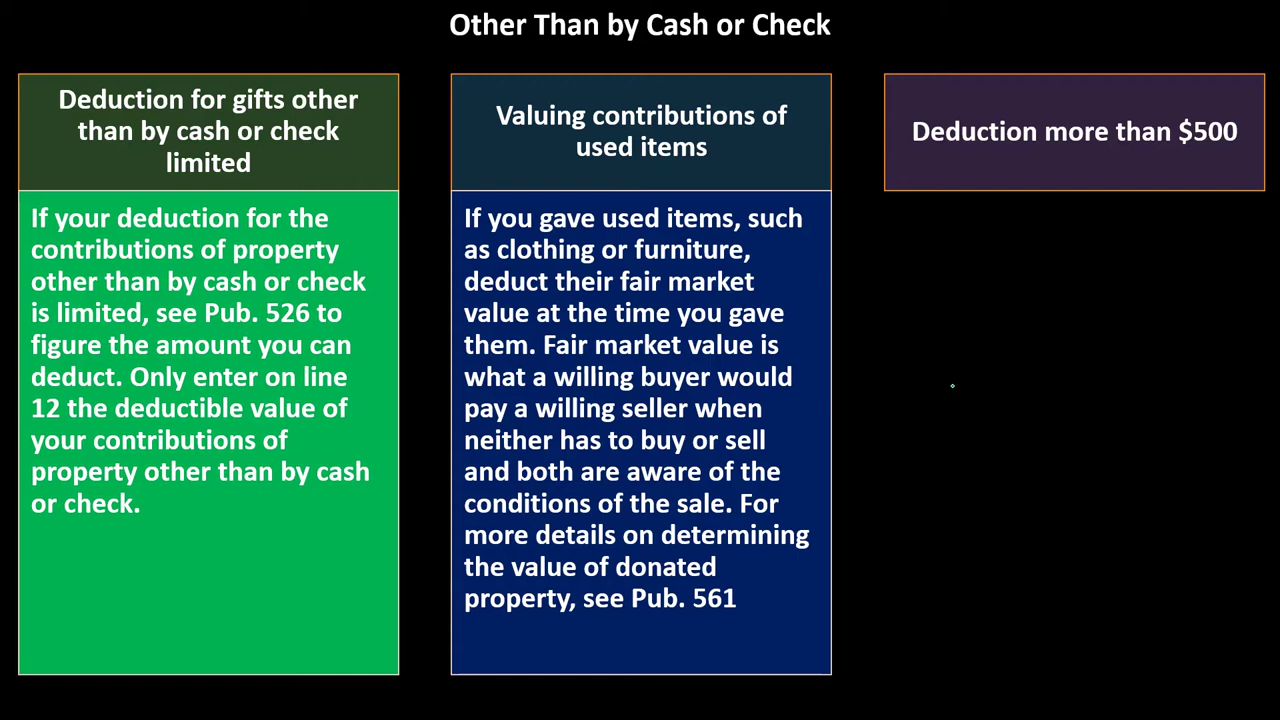 Other Than by Cash or Check
Deduction for gifts other
than by cash or check
limited
If your deduction for the
contributions of property
other than by cash or check
is limited, see Pub. 526 to
figure the amount you can
deduct. Only enter on line
12 the deductible value of
your contributions of
property other than by cash
or check.
Valuing contributions of
used items
If you gave used items, such
as clothing or furniture,
deduct their fair market
value at the time you gave
them. Fair market value is
what a willing buyer would
pay a willing seller when
neither has to buy or sell
and both are aware of the
conditions of the sale. For
more details on determining
the value of donated
property, see Pub. 561
Deduction more than $500